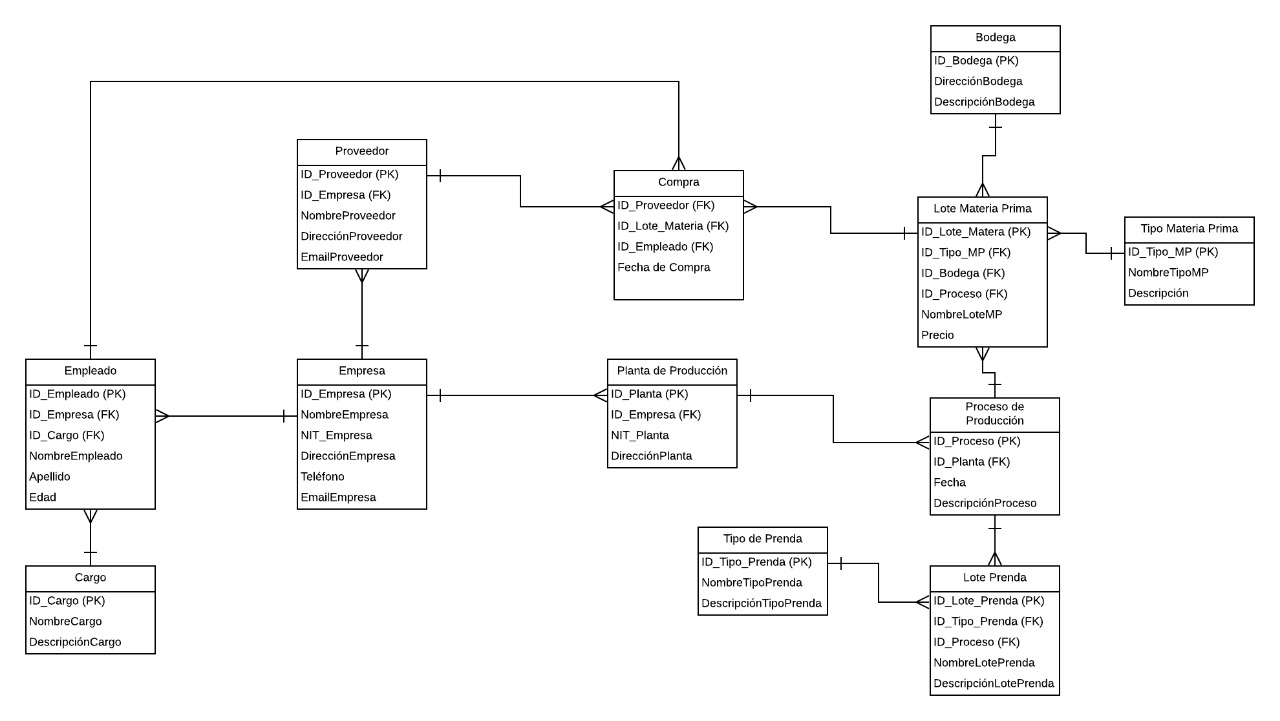 Bodega
ID_Bodega (PK)
DirecciónBodega
DescripciónBodega
Proveedor
ID_Proveedor (PK)
ID_Empresa (FK)
NombreProveedor
DirecciónProveedor
EmailProveedor
Compra
ID_Proveedor (FK)
ID_Lote_Materia (FK)
ID_Empleado (FK)
Fecha de Compra
Lote Materia Prima
ID_Lote_Matera (PK)
ID_Tipo_MP (FK)
ID_Bodega (FK)
ID_Proceso (FK)
NombreLoteMP
Precio
Tipo Materia Prima
ID_Tipo_MP (PK)
NombreTipoMP
Descripción
Empleado
ID_Empleado (PK)
ID_Empresa (FK)
ID_Cargo (FK)
NombreEmpleado
Apellido
Edad
Empresa
ID_Empresa (PK)
NombreEmpresa
NIT_Empresa
DirecciónEmpresa
Teléfono
EmailEmpresa
Planta de Producción
ID_Planta (PK)
ID_Empresa (FK)
NIT_Planta
DirecciónPlanta
Proceso de
Producción
ID_Proceso (PK)
ID_Planta (FK)
Fecha
DescripciónProceso
Tipo de Prenda
ID_Tipo_Prenda (PK)
NombreTipoPrenda
DescripciónTipoPrenda
Cargo
ID_Cargo (PK)
NombreCargo
DescripciónCargo
Lote Prenda
ID_Lote_Prenda (PK)
ID_Tipo_Prenda (FK)
ID_Proceso (FK)
NombreLotePrenda
DescripciónLotePrenda